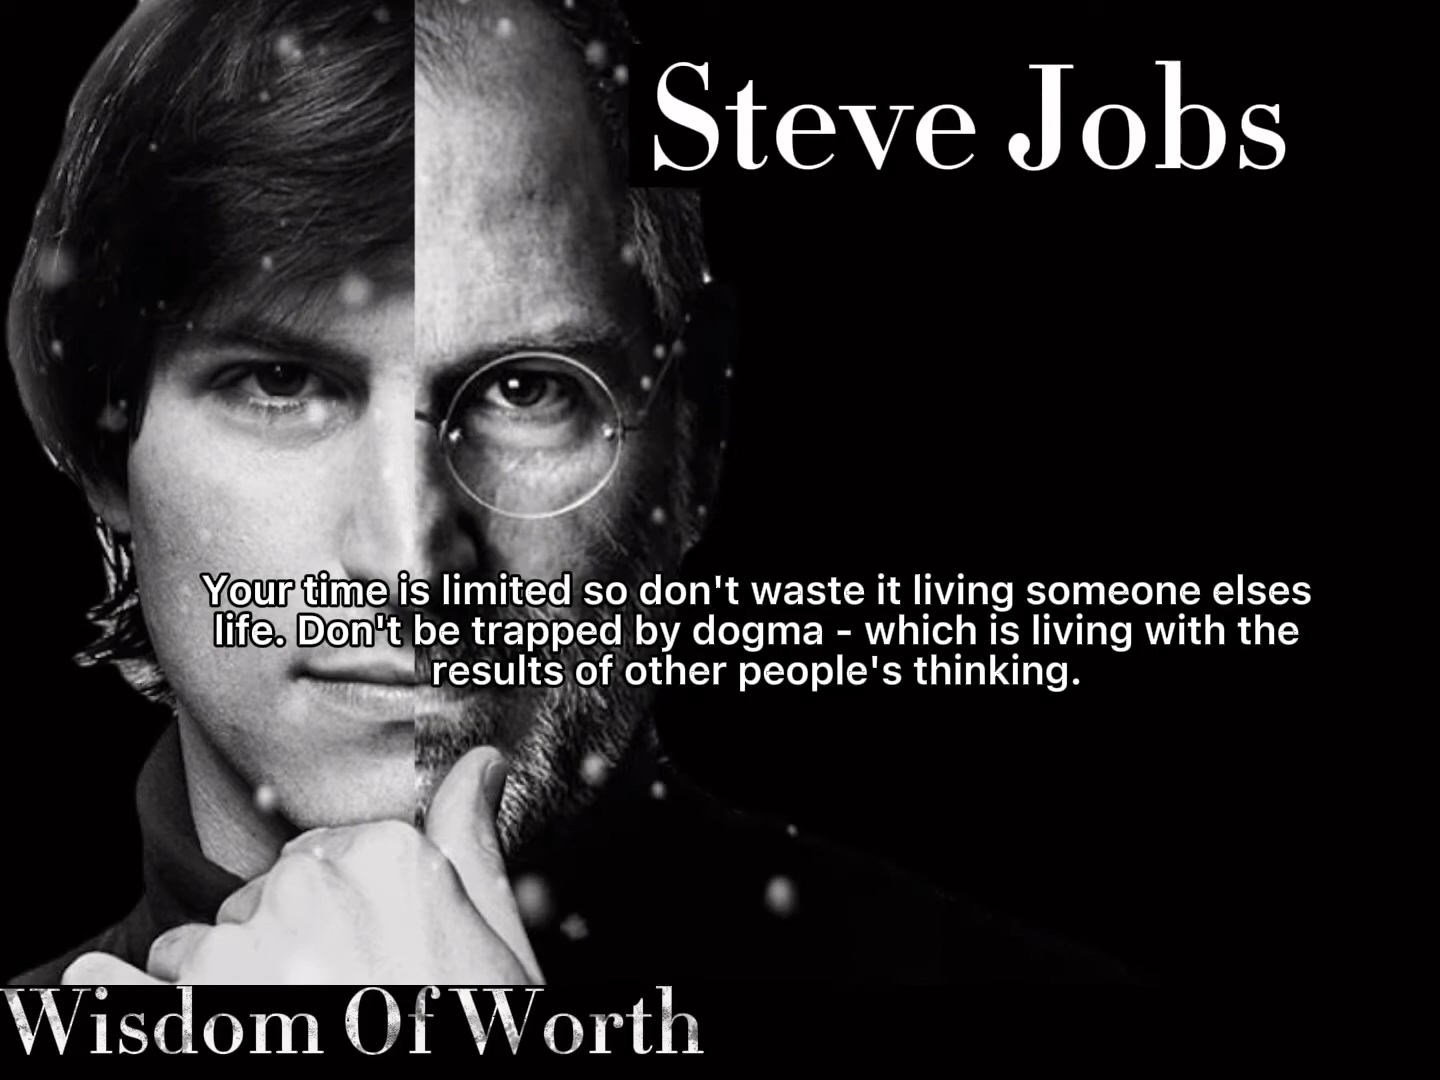 Steve Jobs
Your time is limited so don't waste it living someone elses
life. Don't be trapped by dogma - which is living with the
results of other people's thinking.
Wisdom Of Worth